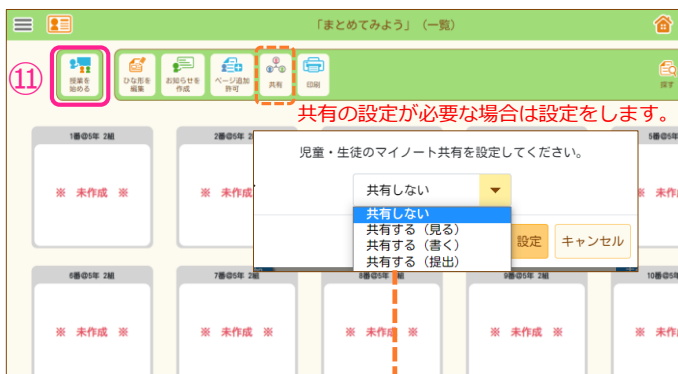 「まとめてみよう」（一覧）
⑪
授業を
始める
ひな形を
編集
お知らせを
作成
ページ追加
許可
共有
印刷
探す
共有の設定が必要な場合は設定をします。
1番@5年 2組
2番@5年 2
5番@5年
※ 未作成 ※
※ 未作成
※ 未作
児童・生徒のマイノート共有を設定してください。
共有しない
共有しない
共有する（見る）
共有する（書く）
共有する（提出）
設定
キャンセル
6番@5年 2組
7番@5年 2組
8番@5年 2組
9番@5年 2組
10番@5年
※ 未作成 ※
※ 未作成 ※
※ 未作成 ※
※ 未作成 ※
※ 未作